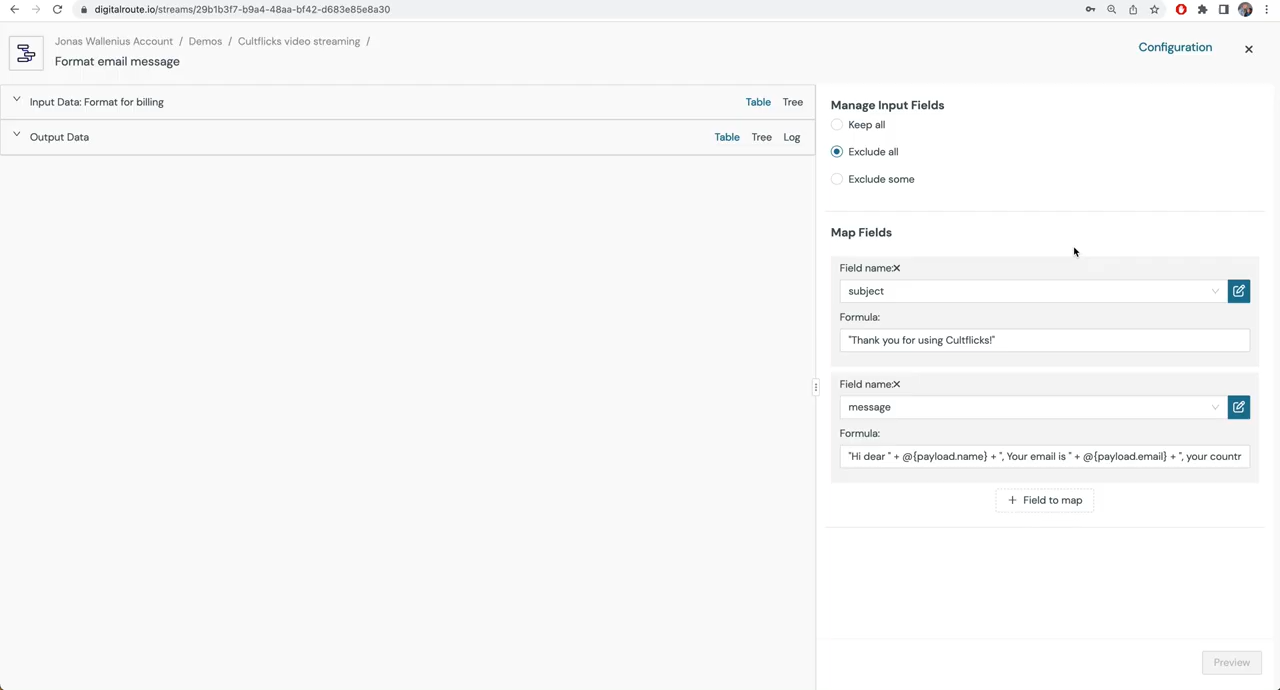 digitalroute.io/streams/29b1b3f7-b9a4-48aa-bf42-d683e85e8a30
Jonas Wallenius Account / Demos / Cultflicks video streaming /
Format email message
Configuration
Input Data: Format for billing
Table Tree
Output Data
Table Tree Log
Manage Input Fields
Keep all
Exclude all
Exclude some
Map Fields
Field name:
subject
Formula:
"Thank you for using Cultflicks!"
Field name:
message
Formula:
"Hi dear " + @{payload.name} + ", Your email is " + @{payload.email} + ", your countr
+ Field to map
Preview